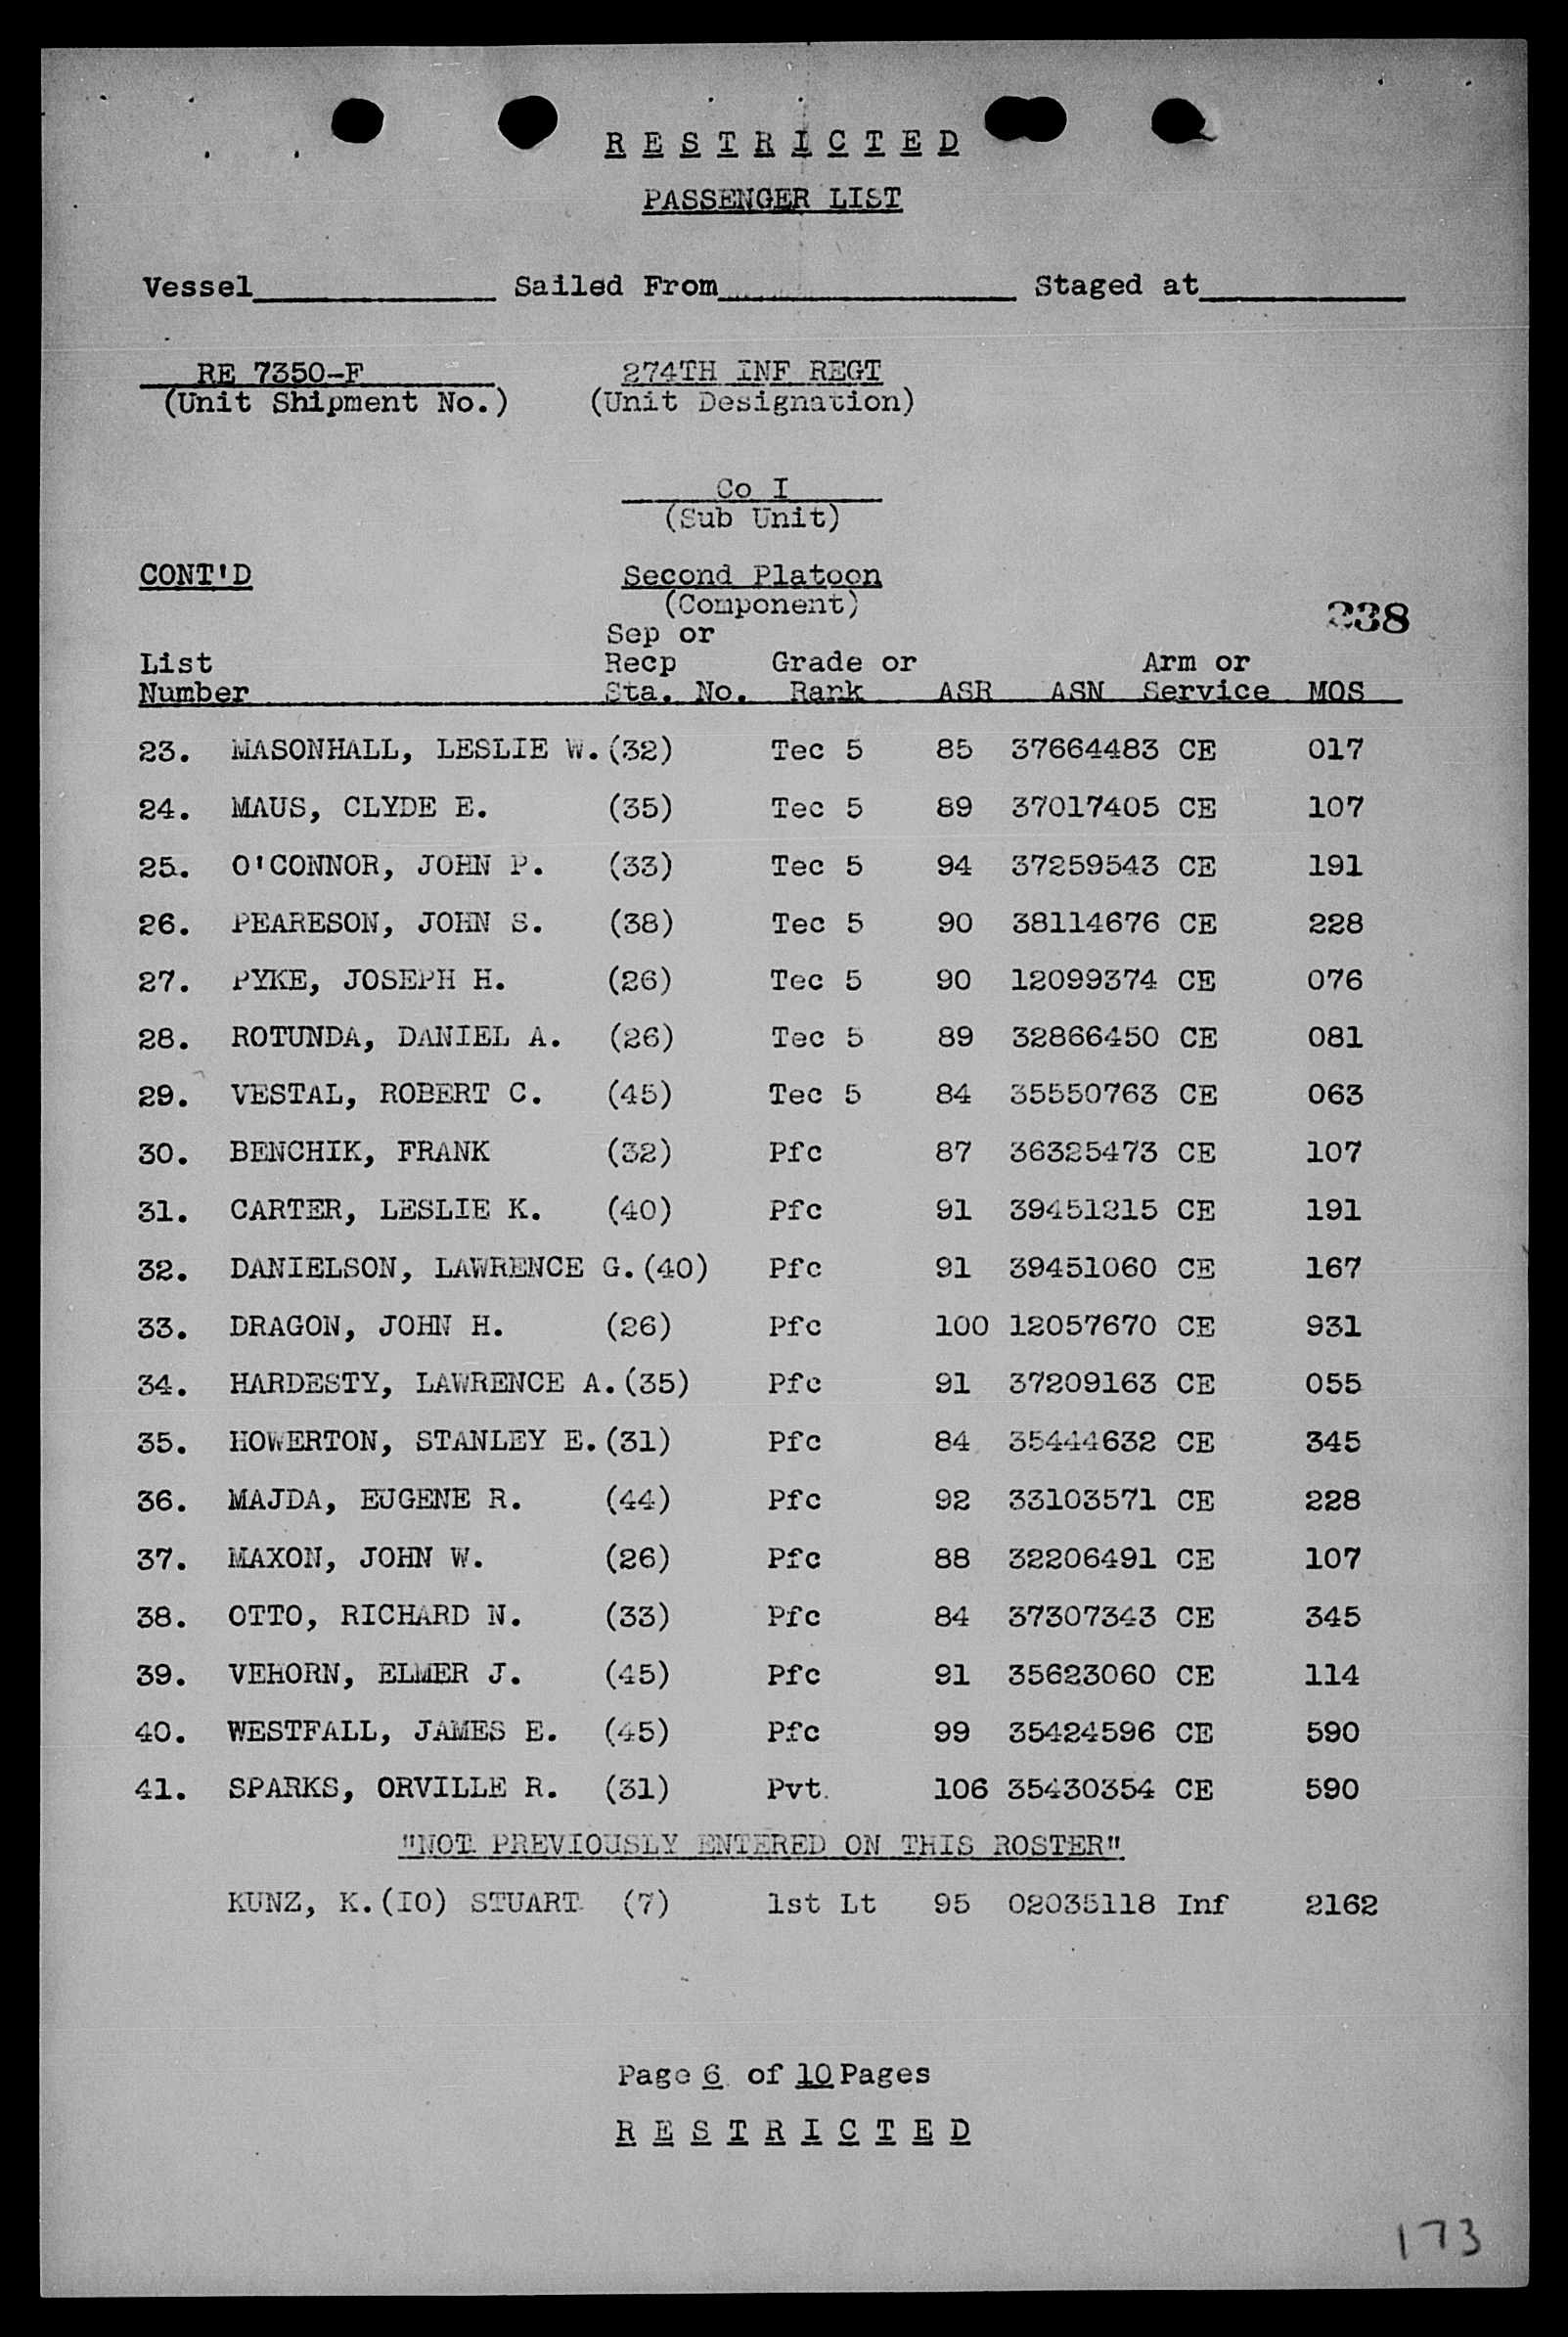 R E S T R I C T E D
PASSENGER LIST
Vessel Sailed From Staged at
RE 7350-F 274TH INF REGT
(Unit Shipment No.) (Unit Designation)
Co I
(Sub Unit)
CONT'D Second Platoon
(Component)
238
Sep or
List Recp Grade or Arm or
Number Sta. No. Rank ASR ASN Service MOS
23. MASONHALL, LESLIE W. (32) Tec 5 85 37664483 CE 017
24. MAUS, CLYDE E. (35) Tec 5 89 37017405 CE 107
25. O'CONNOR, JOHN P. (33) Tec 5 94 37259543 CE 191
26. PEARESON, JOHN S. (38) Tec 5 90 38114676 CE 228
27. PYKE, JOSEPH H. (26) Tec 5 90 12099374 CE 076
28. ROTUNDA, DANIEL A. (26) Tec 5 89 32866450 CE 081
29. VESTAL, ROBERT C. (45) Tec 5 84 35550763 CE 063
30. BENCHIK, FRANK (32) Pfc 87 36325473 CE 107
31. CARTER, LESLIE K. (40) Pfc 91 39451215 CE 191
32. DANIELSON, LAWRENCE G. (40) Pfc 91 39451060 CE 167
33. DRAGON, JOHN H. (26) Pfc 100 12057670 CE 931
34. HARDESTY, LAWRENCE A. (35) Pfc 91 37209163 CE 055
35. HOWERTON, STANLEY E. (31) Pfc 84 35444632 CE 345
36. MAJDA, EUGENE R. (44) Pfc 92 33103571 CE 228
37. MAXON, JOHN W. (26) Pfc 88 32206491 CE 107
38. OTTO, RICHARD N. (33) Pfc 84 37307343 CE 345
39. VEHORN, ELMER J. (45) Pfc 91 35623060 CE 114
40. WESTFALL, JAMES E. (45) Pfc 99 35424596 CE 590
41. SPARKS, ORVILLE R. (31) Pvt. 106 35430354 CE 590
"NOT PREVIOUSLY ENTERED ON THIS ROSTER"
KUNZ, K.(IO) STUART (7) 1st Lt 95 02035118 Inf 2162
Page 6 of 10 Pages
R E S T R I C T E D
173